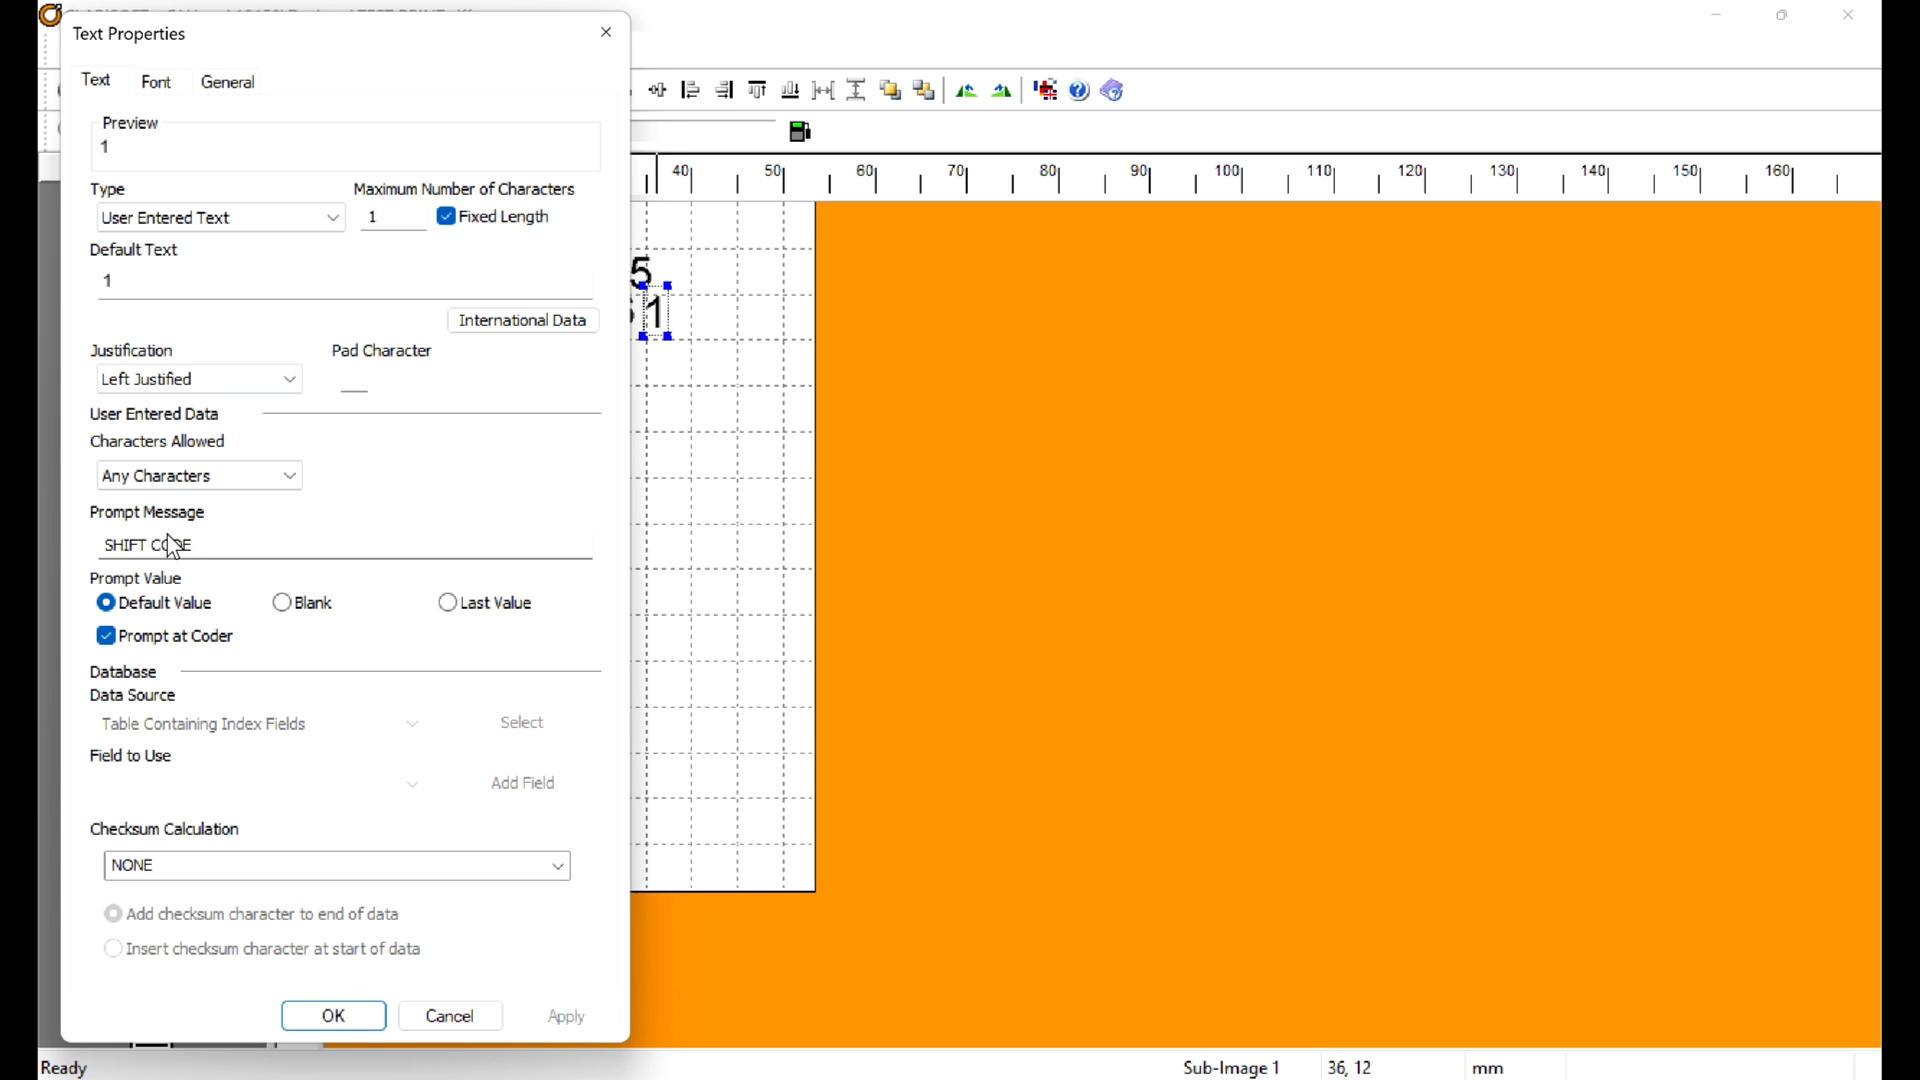 Text Properties
Text Font General
Preview
1
Type Maximum Number of Characters
User Entered Text 1 Fixed Length
Default Text
1
International Data
Justification Pad Character
Left Justified
User Entered Data
Characters Allowed
Any Characters
Prompt Message
SHIFT CODE
Prompt Value
Default Value Blank Last Value
Prompt at Coder
Database
Data Source
Table Containing Index Fields Select
Field to Use
Add Field
Checksum Calculation
NONE
Add checksum character to end of data
Insert checksum character at start of data
OK Cancel Apply
40 50 60 70 80 90 100 110 120 130 140 150 160
5
1
Ready Sub-Image 1 36, 12 mm